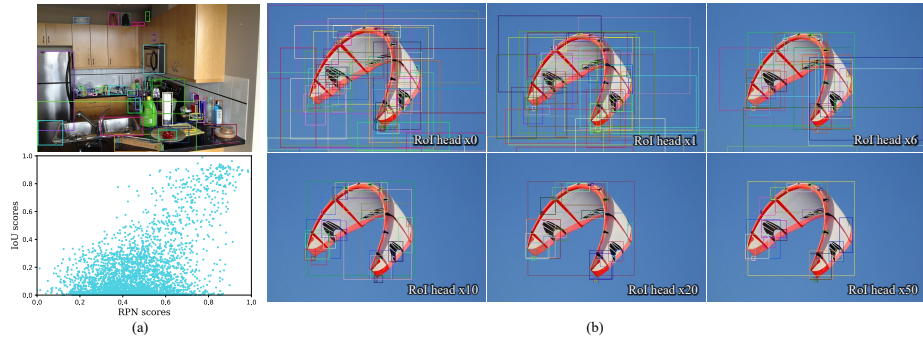 RoI head x0
RoI head x1
RoI head x6
1.0
0.8
0.6
0.4
0.2
0.0
IoU scores
0.0 0.2 0.4 0.6 0.8 1.0
RPN scores
RoI head x10
RoI head x20
RoI head x50
(a)
(b)